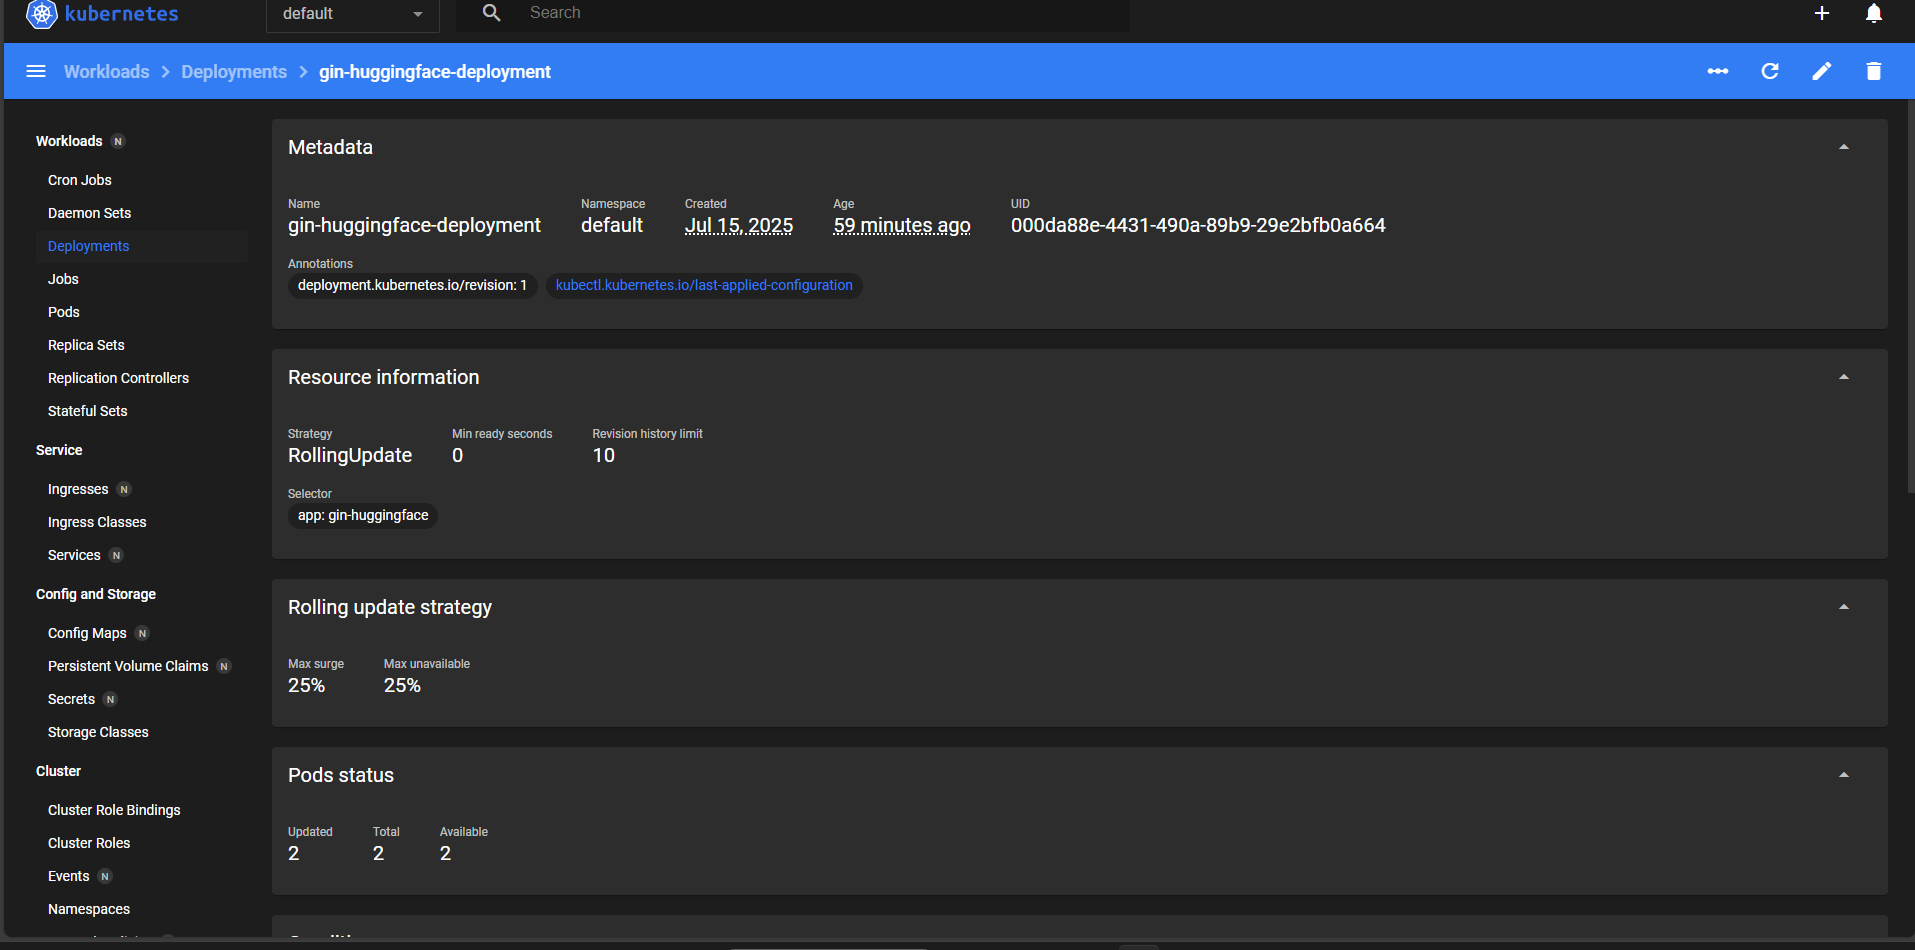 kubernetes
default
Search
Workloads > Deployments > gin-huggingface-deployment
Workloads N
Cron Jobs
Daemon Sets
Deployments
Jobs
Pods
Replica Sets
Replication Controllers
Stateful Sets
Service
Ingresses N
Ingress Classes
Services N
Config and Storage
Config Maps N
Persistent Volume Claims N
Secrets N
Storage Classes
Cluster
Cluster Role Bindings
Cluster Roles
Events N
Namespaces
Metadata
Name Namespace Created Age UID
gin-huggingface-deployment default Jul 15, 2025 59 minutes ago 000da88e-4431-490a-89b9-29e2bfb0a664
Annotations
deployment.kubernetes.io/revision: 1 kubectl.kubernetes.io/last-applied-configuration
Resource information
Strategy Min ready seconds Revision history limit
RollingUpdate 0 10
Selector
app: gin-huggingface
Rolling update strategy
Max surge Max unavailable
25% 25%
Pods status
Updated Total Available
2 2 2